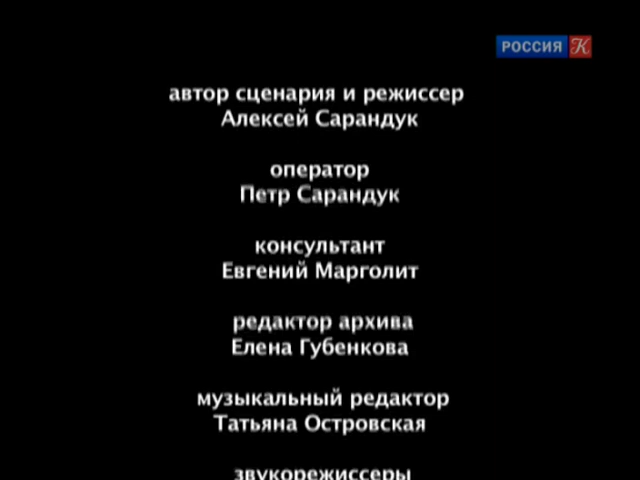 РОССИЯ К
автор сценария и режиссер
Алексей Сарандук
оператор
Петр Сарандук
консультант
Евгений Марголит
редактор архива
Елена Губенкова
музыкальный редактор
Татьяна Островская
звукорежиссеры